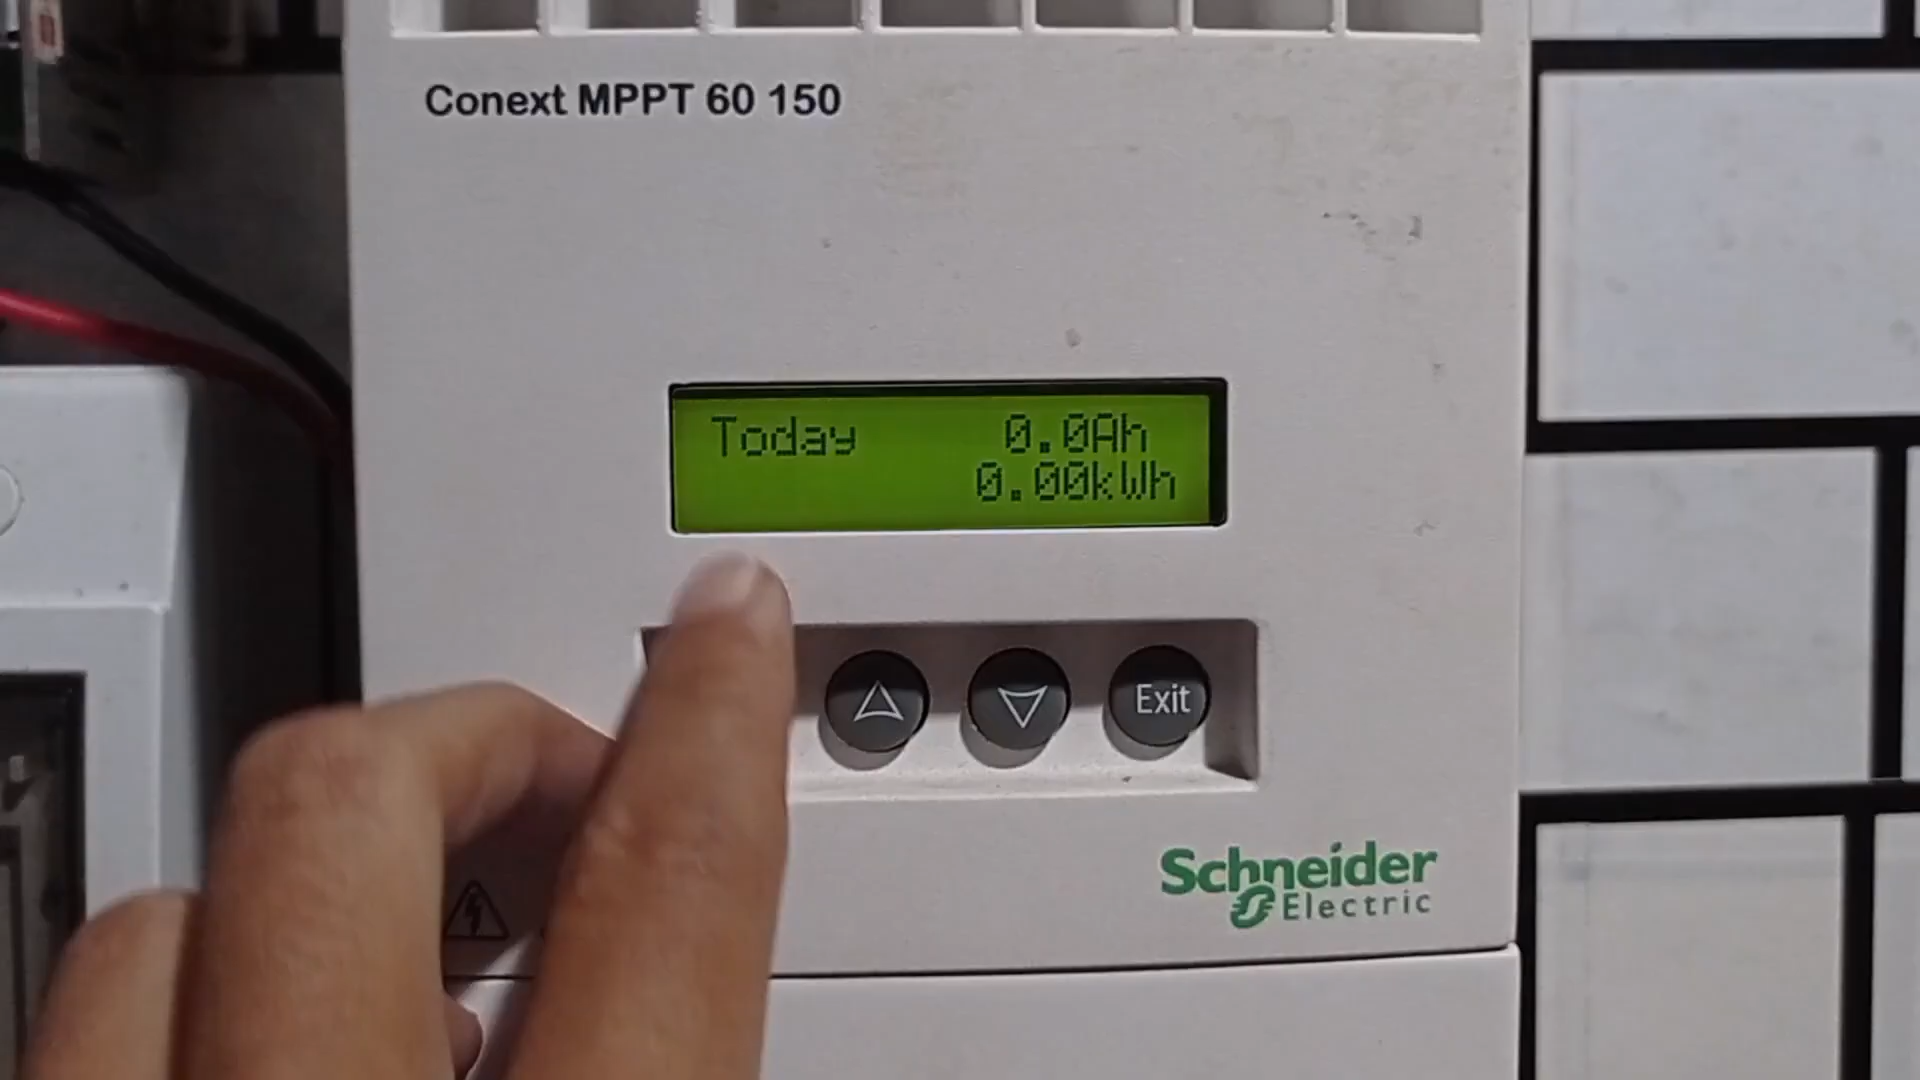 Conext MPPT 60 150
Today 0.0Ah
0.00kWh
Exit
Schneider
Electric